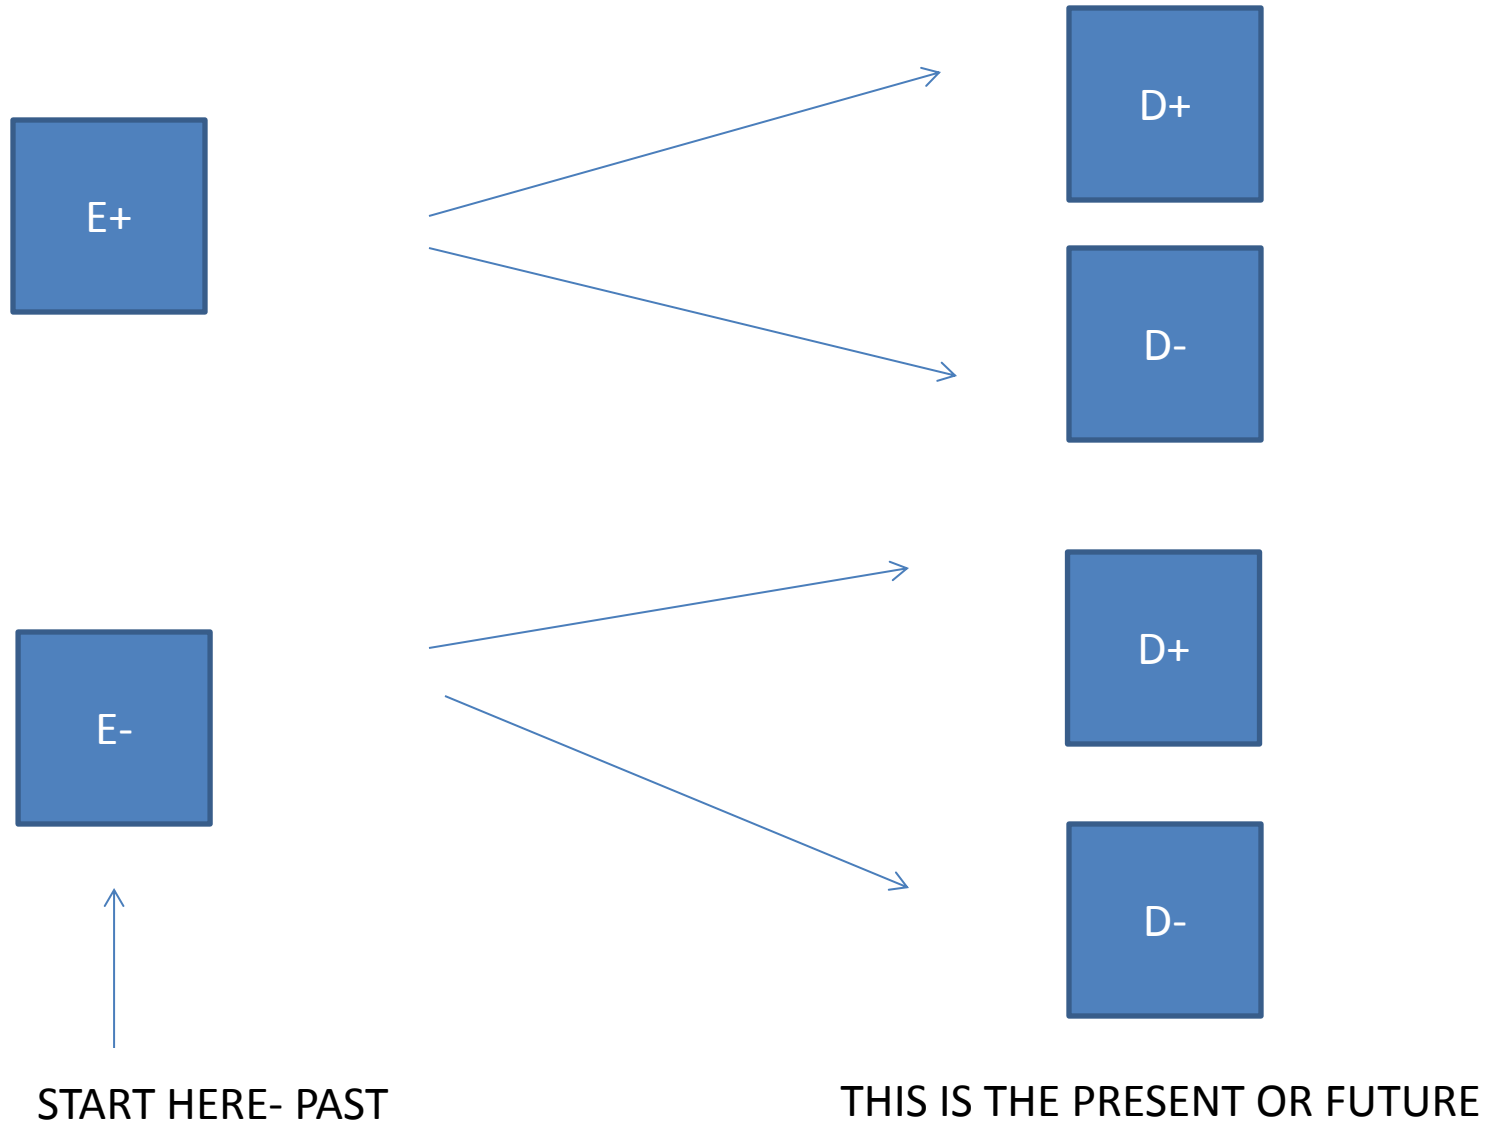 D+
E+
D-
D+
E-
D-
START HERE- PAST
THIS IS THE PRESENT OR FUTURE